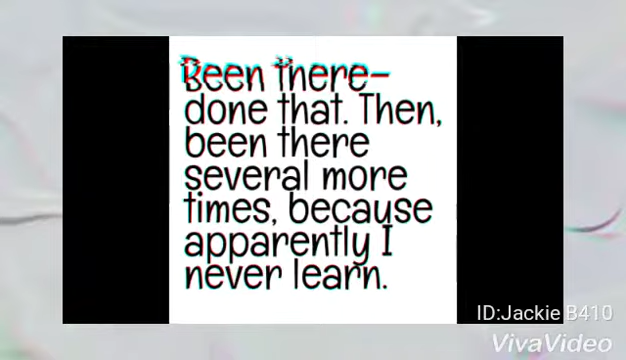 Been there-
done that. Then,
been there
several more
times, because
apparently I
never learn.
ID:Jackie B410
VivaVideo